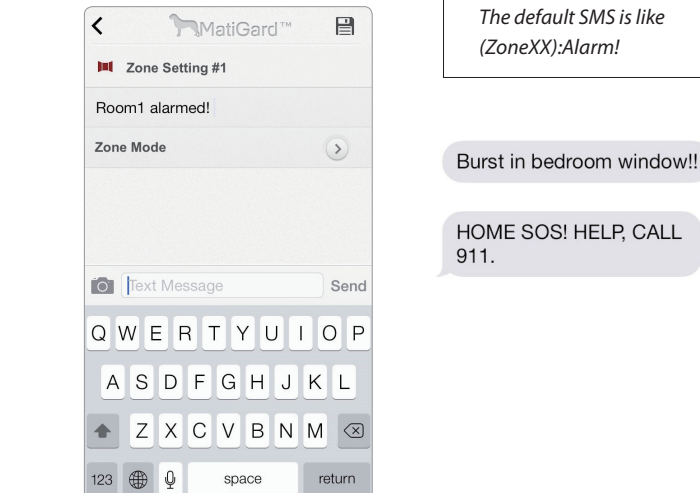 MatiGard™
Zone Setting #1
Room1 alarmed!
Zone Mode
Text Message
Send
Q W E R T Y U I O P
A S D F G H J K L
Z X C V B N M
123 space return
The default SMS is like
(ZoneXX):Alarm!
Burst in bedroom window!!
HOME SOS! HELP, CALL
911.